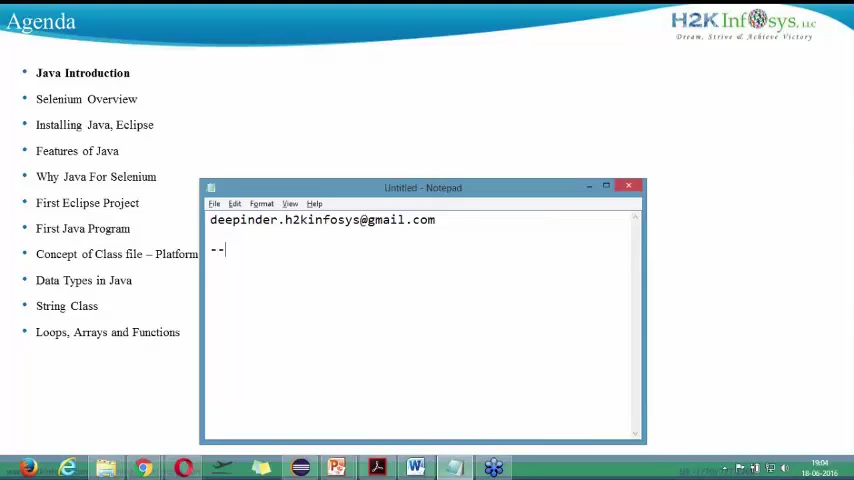 Agenda
H2K Infosys, LLC
Dream, Strive & Achieve Victory
• Java Introduction
• Selenium Overview
• Installing Java, Eclipse
• Features of Java
• Why Java For Selenium
• First Eclipse Project
• First Java Program
• Concept of Class file – Platform
• Data Types in Java
• String Class
• Loops, Arrays and Functions
Untitled - Notepad
File Edit Format View Help
deepinder.h2kinfosys@gmail.com
--
19:04
18-06-2016